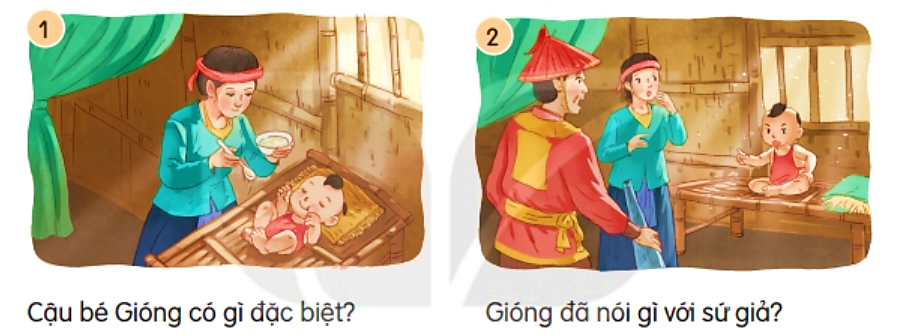 1
2
Cậu bé Gióng có gì đặc biệt?
Gióng đã nói gì với sứ giả?